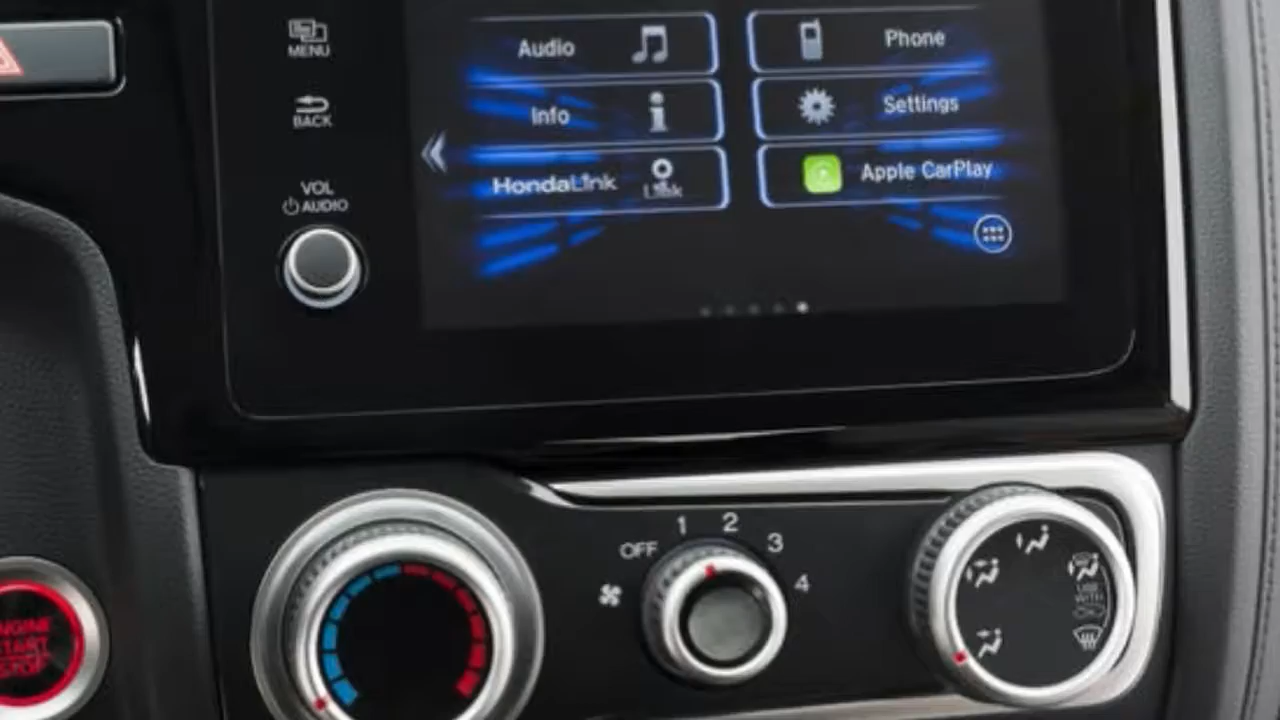 MENU
BACK
VOL
AUDIO
Audio
Phone
Info
Settings
HondaLink
Link
Apple CarPlay
OFF
1
2
3
4
ENGINE
START
STOP